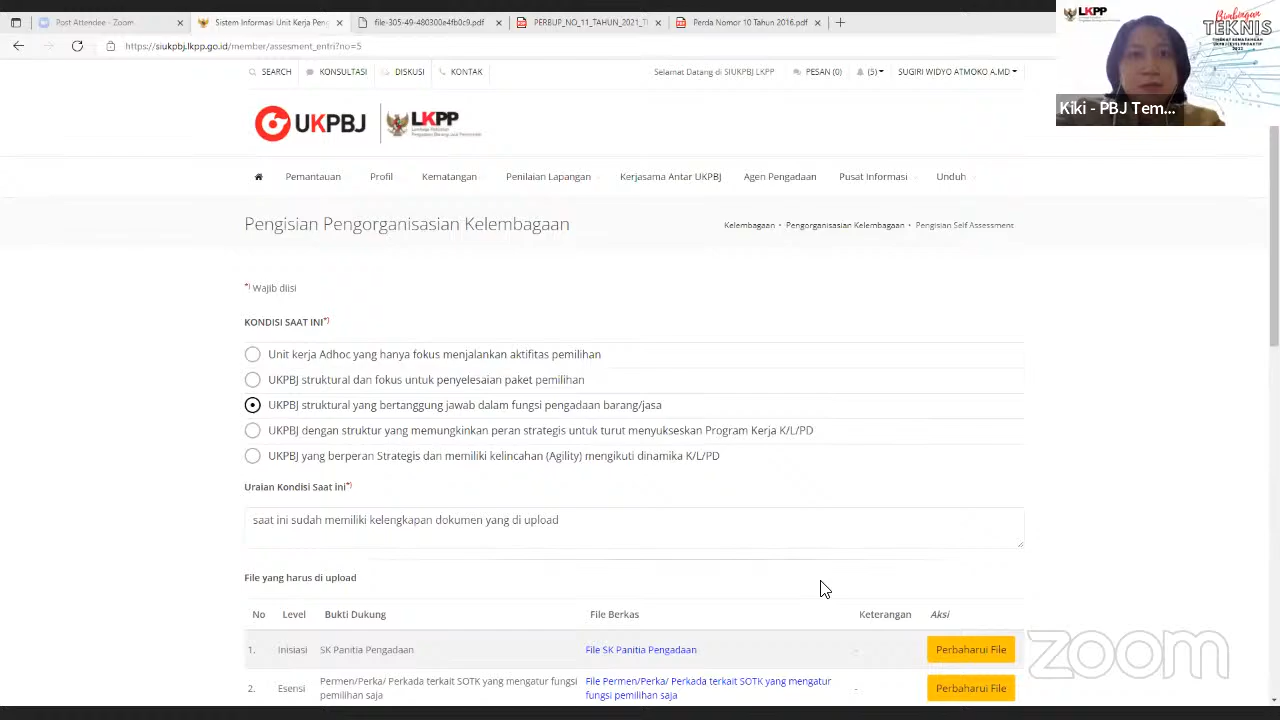 Post Attendee - Zoom
Sistem Informasi Unit Kerja Pen
file-30-49-480300e4fb0c9.pdf
Perda Nomor 10 Tahun 2016.pdf
https://siukpbj.lkpp.go.id/member/assesment_entri?no=5
SEARCH
KONSULTASI
DISKUSI
KONTAK
Selamat Datang di SIUKPBJ LKPP
PESAN (0)
(5)
UKPBJ
LKPP
Pemantauan
Profil
Kematangan
Penilaian Lapangan
Kerjasama Antar UKPBJ
Agen Pengadaan
Pusat Informasi
Unduh
Pengisian Pengorganisasian Kelembagaan
Kelembagaan • Pengorganisasian Kelembagaan • Pengisian Self Assessment
*) Wajib diisi
KONDISI SAAT INI*)
Unit kerja Adhoc yang hanya fokus menjalankan aktifitas pemilihan
UKPBJ struktural dan fokus untuk penyelesaian paket pemilihan
UKPBJ struktural yang bertanggung jawab dalam fungsi pengadaan barang/jasa
UKPBJ dengan struktur yang memungkinkan peran strategis untuk turut menyukseskan Program Kerja K/L/PD
UKPBJ yang berperan Strategis dan memiliki kelincahan (Agility) mengikuti dinamika K/L/PD
Uraian Kondisi Saat ini*)
saat ini sudah memiliki kelengkapan dokumen yang di upload
File yang harus di upload
No Level Bukti Dukung File Berkas Keterangan Aksi
1. Inisiasi SK Panitia Pengadaan File SK Panitia Pengadaan - Perbaharui File
2. Esensi Permen/Perka/ Perkada terkait SOTK yang mengatur fungsi pemilihan saja File Permen/Perka/ Perkada terkait SOTK yang mengatur fungsi pemilihan saja - Perbaharui File
LKPP
Bimbingan
TEKNIS
Kiki - PBJ Tem...
zoom